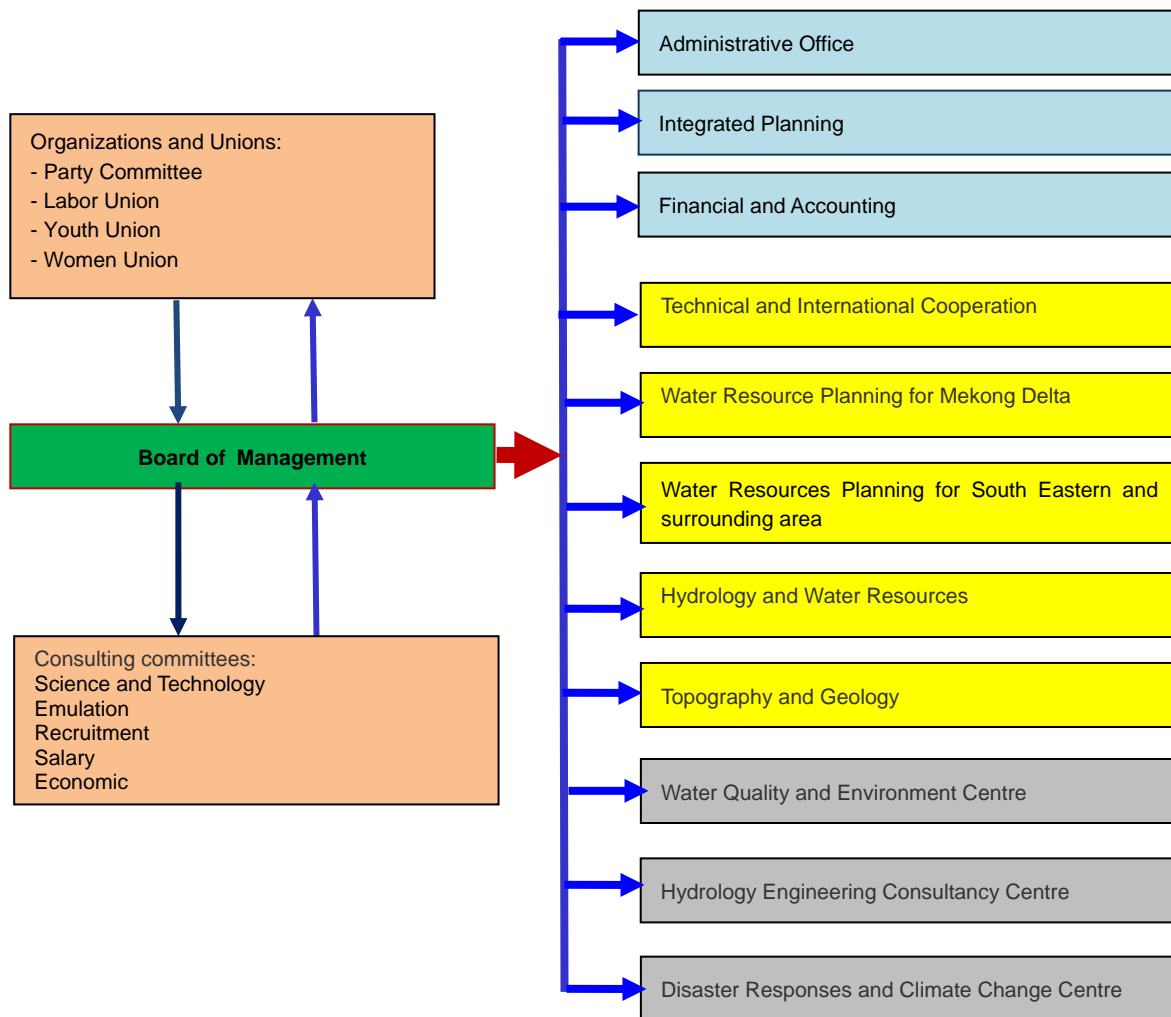 Organizations and Unions:
- Party Committee
- Labor Union
- Youth Union
- Women Union
Board of Management
Consulting committees:
Science and Technology
Emulation
Recruitment
Salary
Economic
Administrative Office
Integrated Planning
Financial and Accounting
Technical and International Cooperation
Water Resource Planning for Mekong Delta
Water Resources Planning for South Eastern and
surrounding area
Hydrology and Water Resources
Topography and Geology
Water Quality and Environment Centre
Hydrology Engineering Consultancy Centre
Disaster Responses and Climate Change Centre